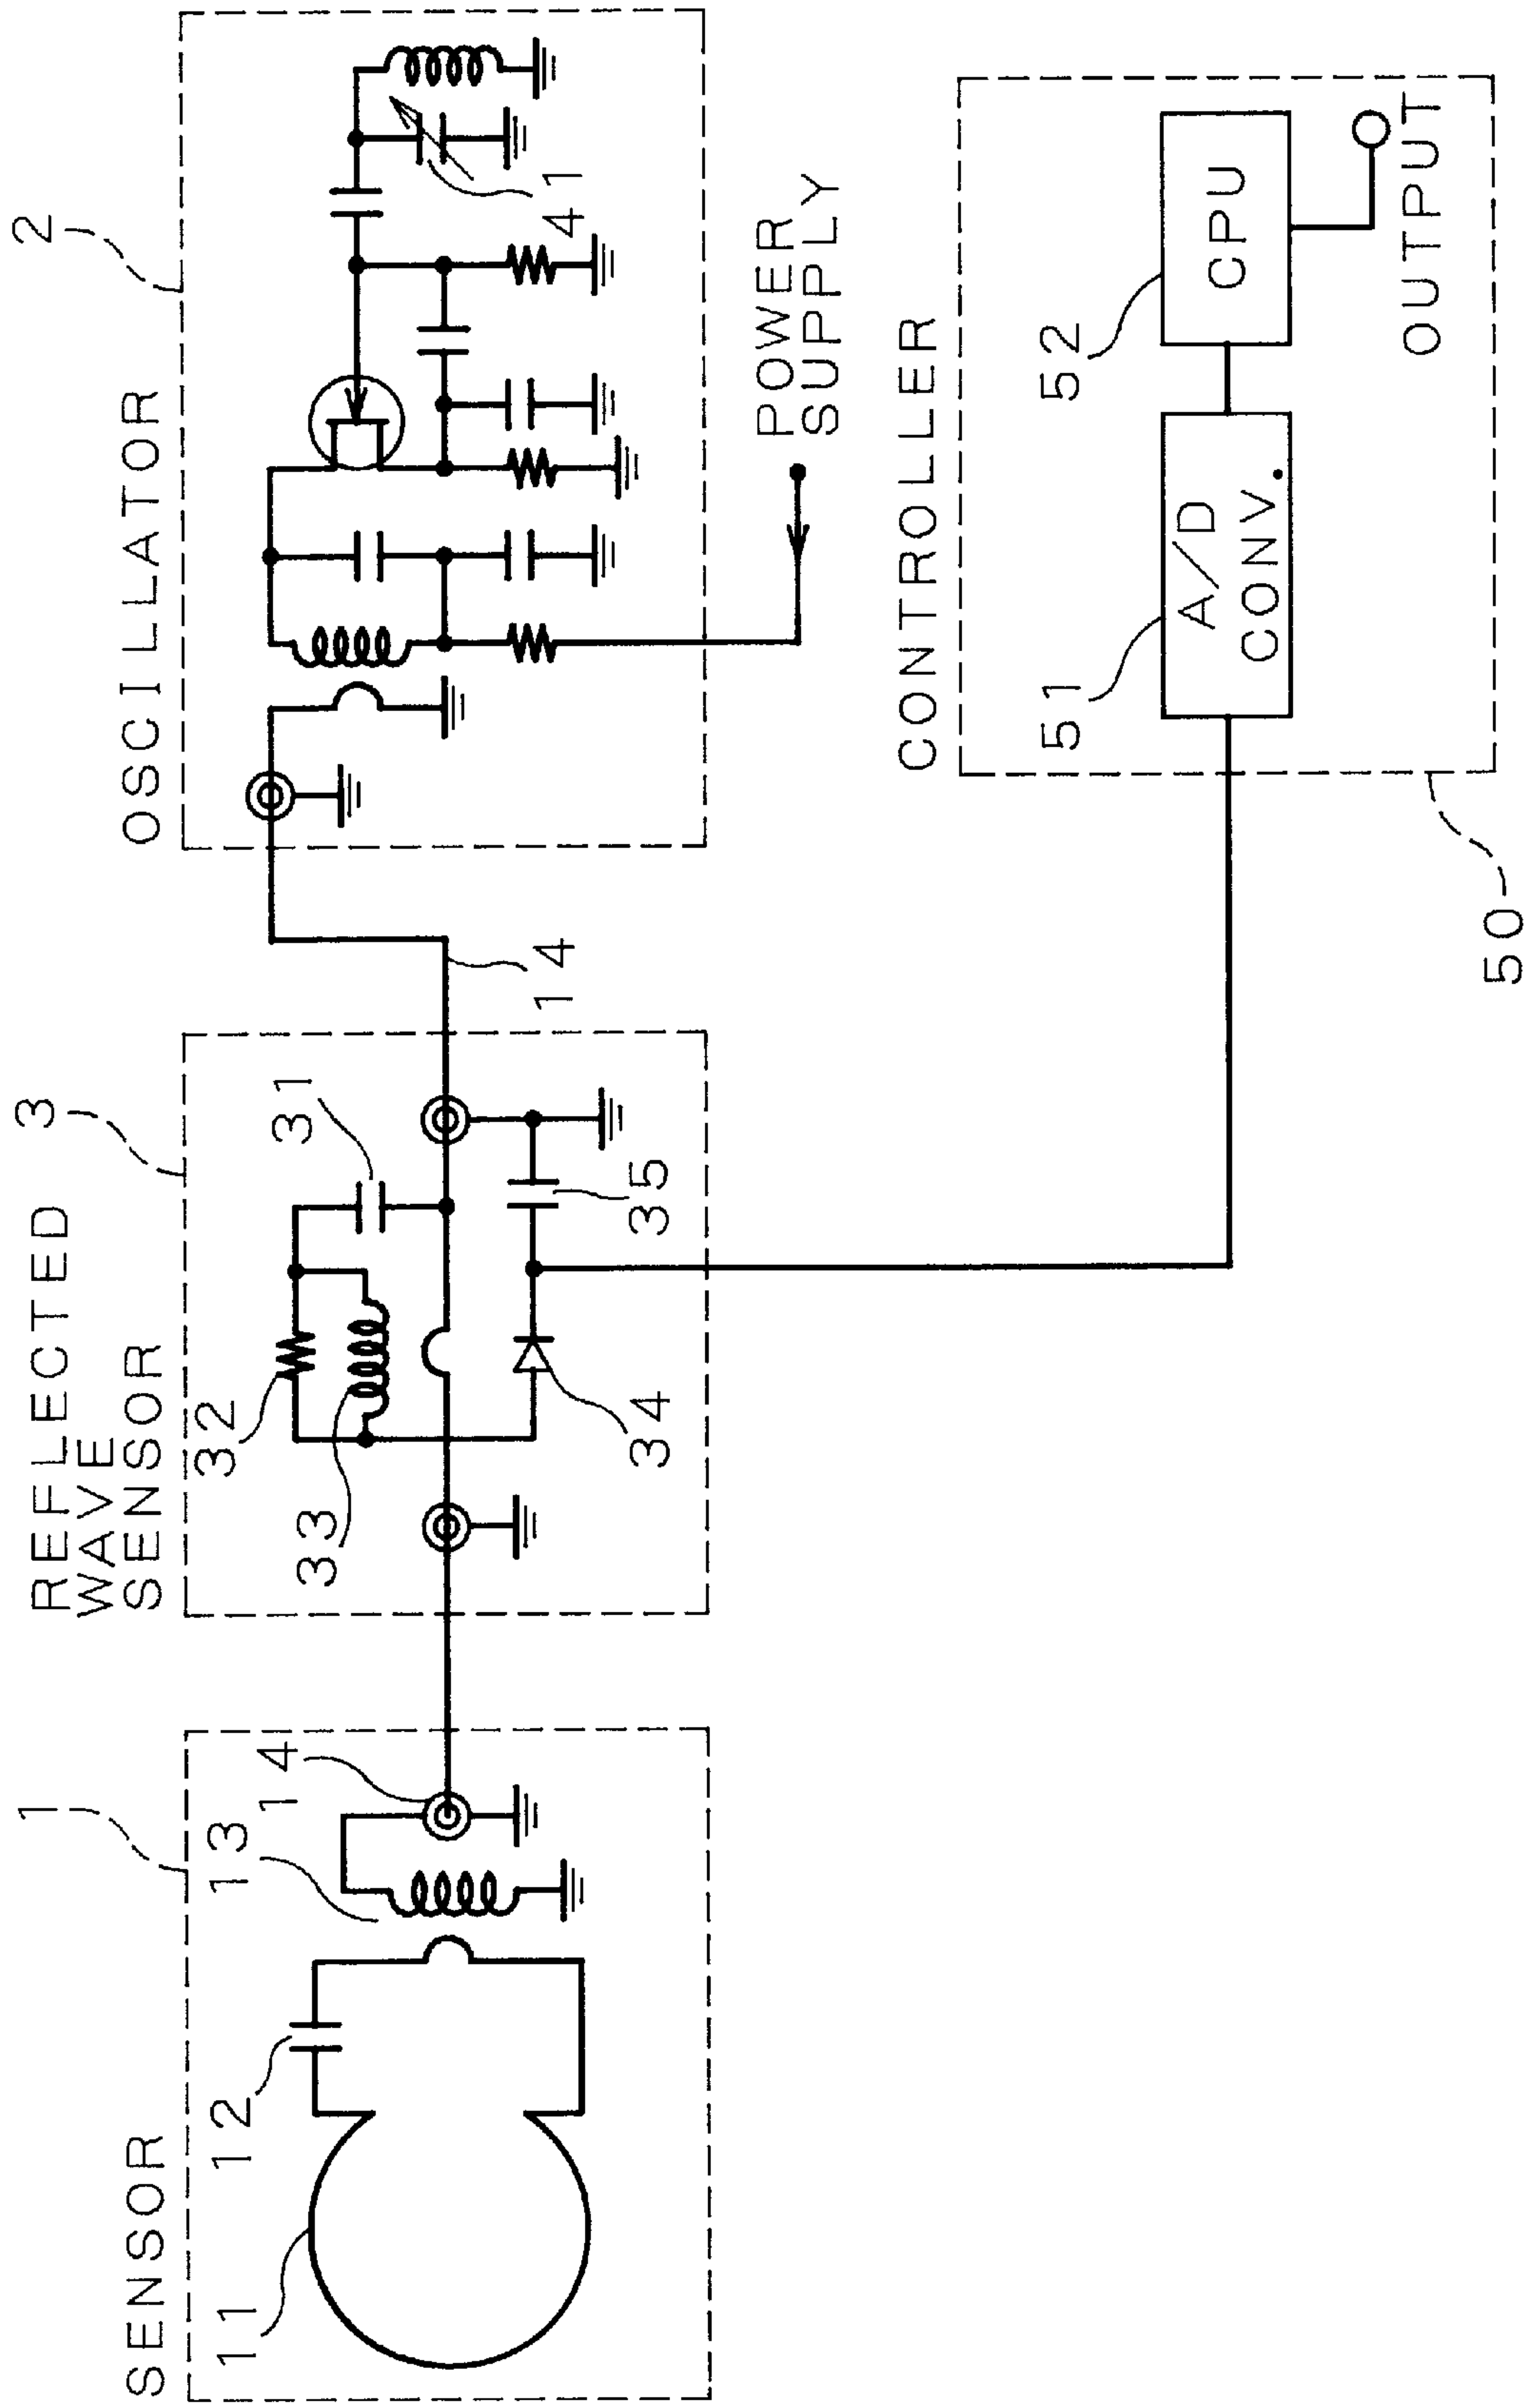 SENSOR
1
11
12
13
14
REFLECTED
WAVE
SENSOR
3
32
33
31
34
35
14
OSCILLATOR
2
41
POWER
SUPPLY
CONTROLLER
51
52
A/D
CONV.
CPU
OUTPUT
50